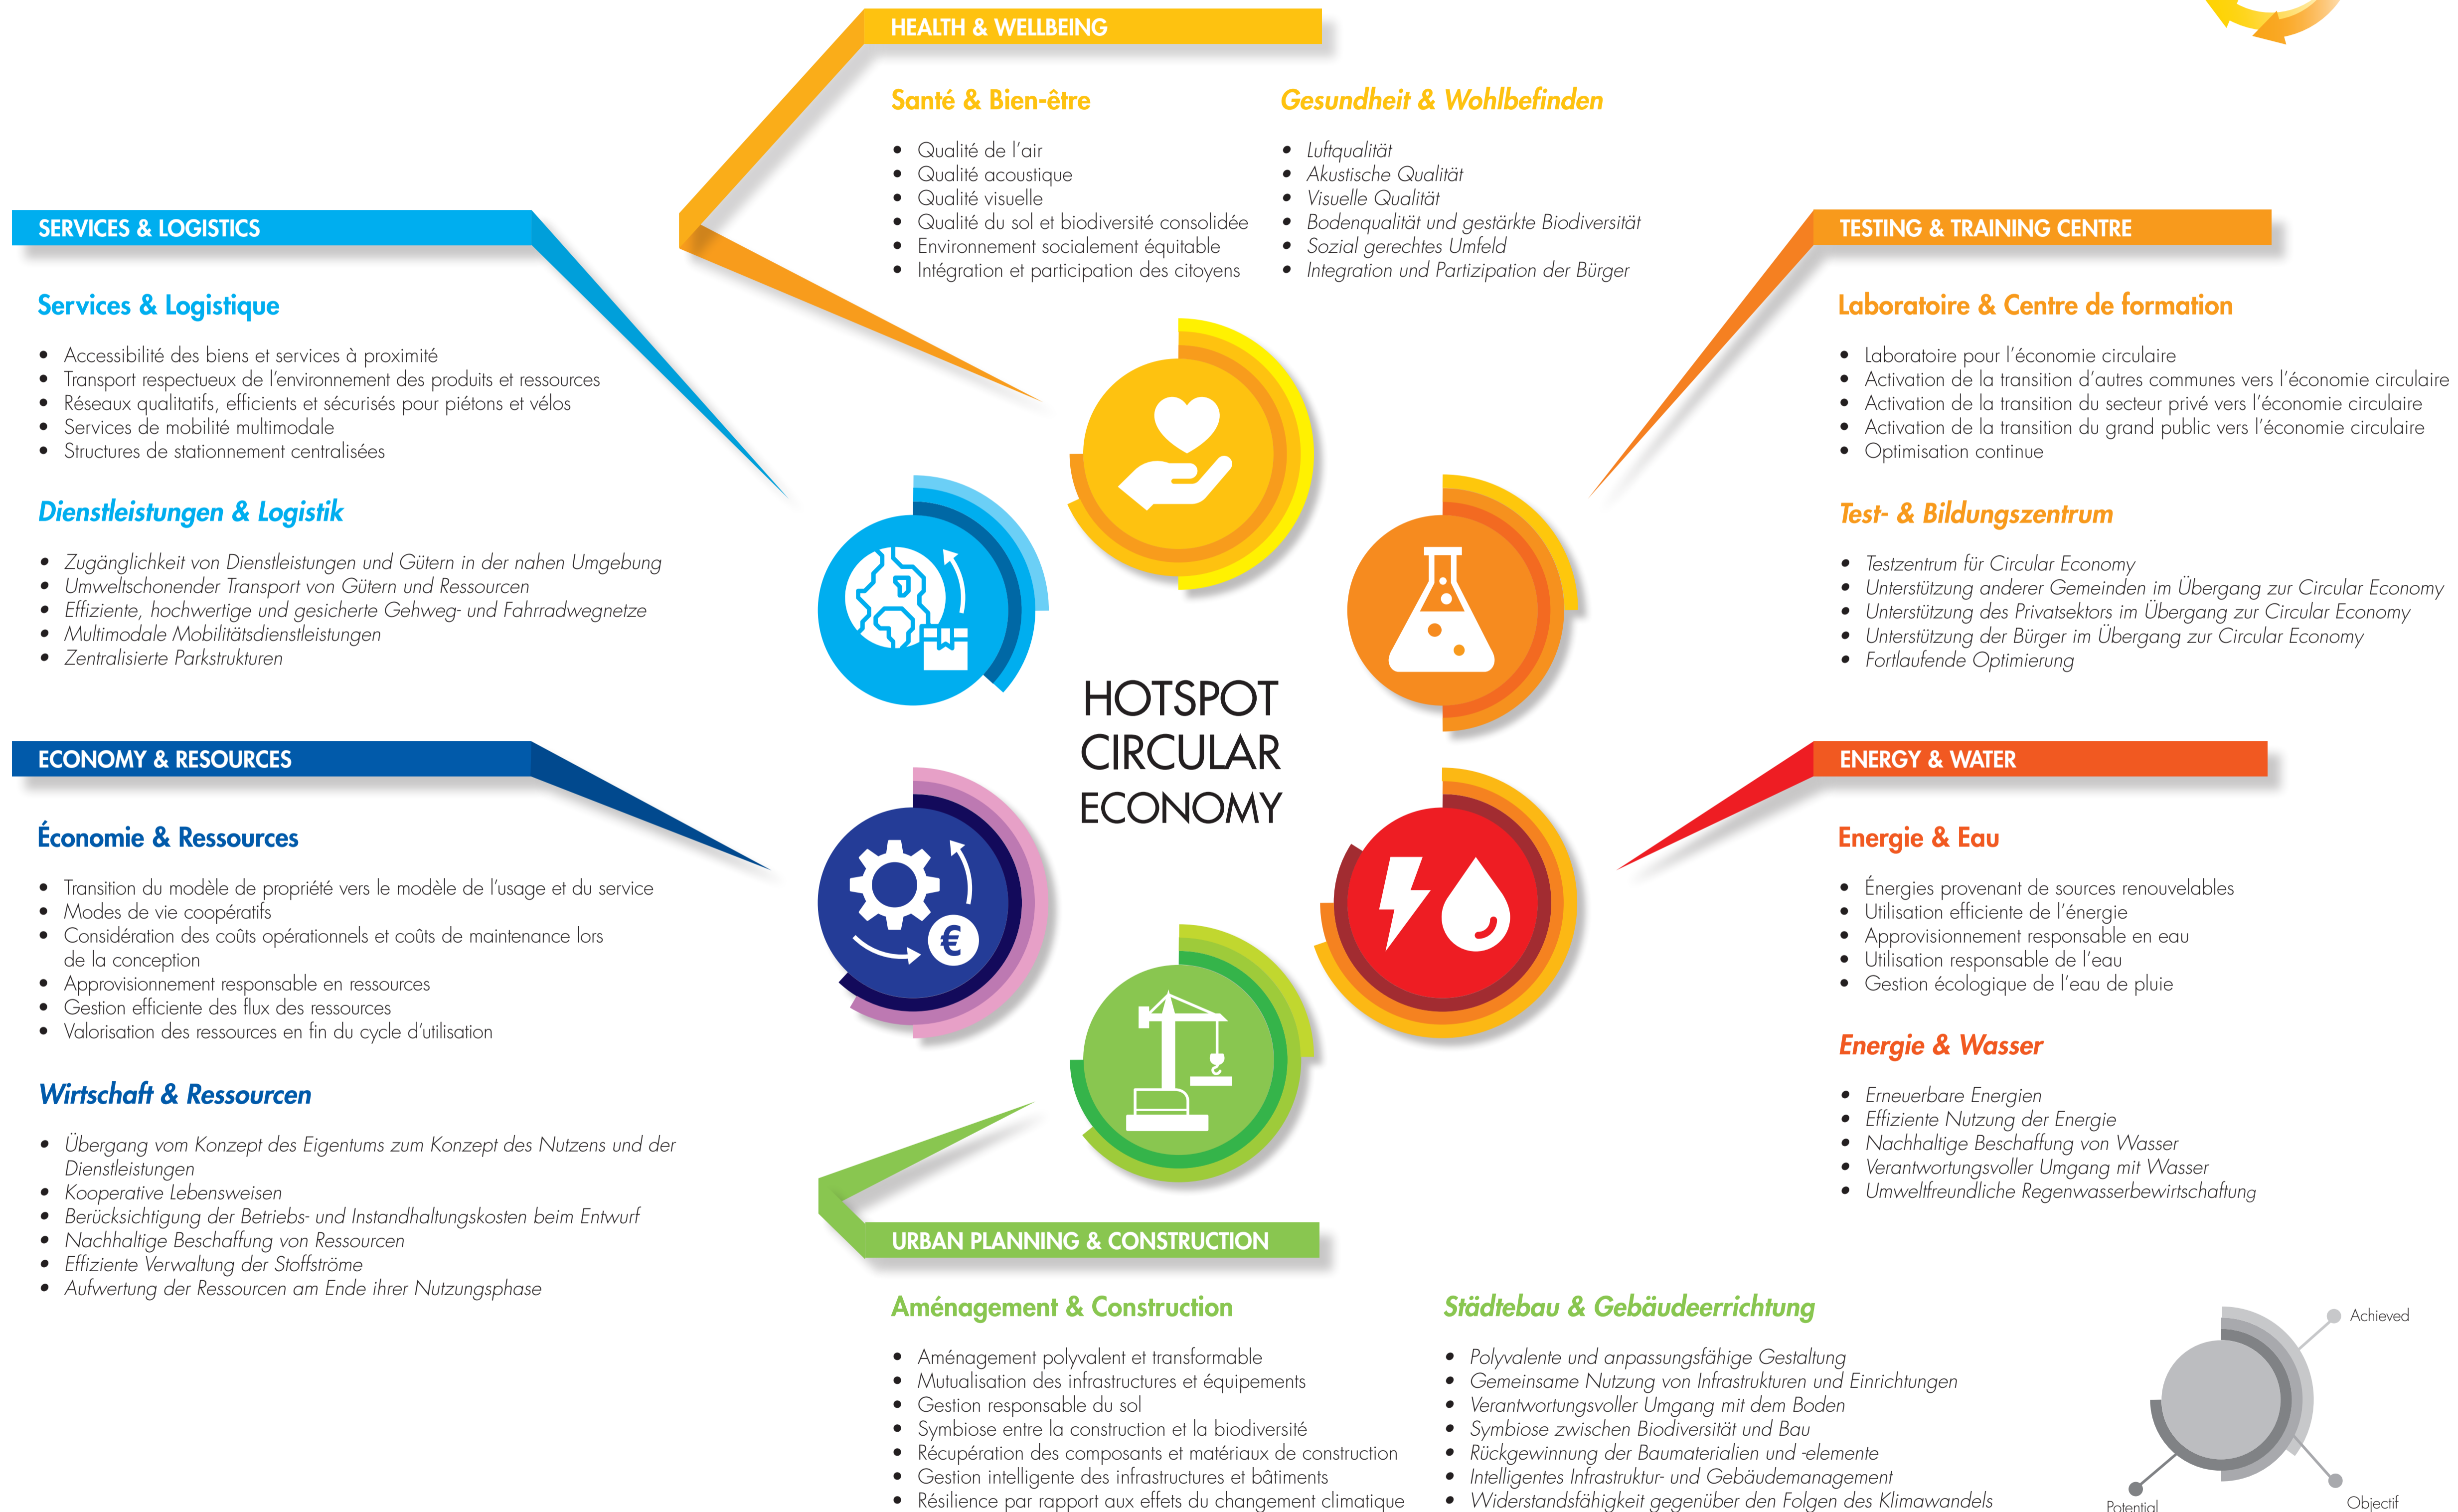 HEALTH & WELLBEING
Santé & Bien-être
• Qualité de l'air
• Qualité acoustique
• Qualité visuelle
• Qualité du sol et biodiversité consolidée
• Environnement socialement équitable
• Intégration et participation des citoyens
Gesundheit & Wohlbefinden
• Luftqualität
• Akustische Qualität
• Visuelle Qualität
• Bodenqualität und gestärkte Biodiversität
• Sozial gerechtes Umfeld
• Integration und Partizipation der Bürger
SERVICES & LOGISTICS
Services & Logistique
• Accessibilité des biens et services à proximité
• Transport respectueux de l'environnement des produits et ressources
• Réseaux qualitatifs, efficients et sécurisés pour piétons et vélos
• Services de mobilité multimodale
• Structures de stationnement centralisées
Dienstleistungen & Logistik
• Zugänglichkeit von Dienstleistungen und Gütern in der nahen Umgebung
• Umweltschonender Transport von Gütern und Ressourcen
• Effiziente, hochwertige und gesicherte Gehweg- und Fahrradwegnetze
• Multimodale Mobilitätsdienstleistungen
• Zentralisierte Parkstrukturen
TESTING & TRAINING CENTRE
Laboratoire & Centre de formation
• Laboratoire pour l'économie circulaire
• Activation de la transition d'autres communes vers l'économie circulaire
• Activation de la transition du secteur privé vers l'économie circulaire
• Activation de la transition du grand public vers l'économie circulaire
• Optimisation continue
Test- & Bildungszentrum
• Testzentrum für Circular Economy
• Unterstützung anderer Gemeinden im Übergang zur Circular Economy
• Unterstützung des Privatsektors im Übergang zur Circular Economy
• Unterstützung der Bürger im Übergang zur Circular Economy
• Fortlaufende Optimierung
HOTSPOT
CIRCULAR
ECONOMY
ECONOMY & RESOURCES
Économie & Ressources
• Transition du modèle de propriété vers le modèle de l'usage et du service
• Modes de vie coopératifs
• Considération des coûts opérationnels et coûts de maintenance lors
de la conception
• Approvisionnement responsable en ressources
• Gestion efficiente des flux des ressources
• Valorisation des ressources en fin du cycle d'utilisation
Wirtschaft & Ressourcen
• Übergang vom Konzept des Eigentums zum Konzept des Nutzens und der
Dienstleistungen
• Kooperative Lebensweisen
• Berücksichtigung der Betriebs- und Instandhaltungskosten beim Entwurf
• Nachhaltige Beschaffung von Ressourcen
• Effiziente Verwaltung der Stoffströme
• Aufwertung der Ressourcen am Ende ihrer Nutzungsphase
€
ENERGY & WATER
Energie & Eau
• Énergies provenant de sources renouvelables
• Utilisation efficiente de l'énergie
• Approvisionnement responsable en eau
• Utilisation responsable de l'eau
• Gestion écologique de l'eau de pluie
Energie & Wasser
• Erneuerbare Energien
• Effiziente Nutzung der Energie
• Nachhaltige Beschaffung von Wasser
• Verantwortungsvoller Umgang mit Wasser
• Umweltfreundliche Regenwasserbewirtschaftung
URBAN PLANNING & CONSTRUCTION
Aménagement & Construction
• Aménagement polyvalent et transformable
• Mutualisation des infrastructures et équipements
• Gestion responsable du sol
• Symbiose entre la construction et la biodiversité
• Récupération des composants et matériaux de construction
• Gestion intelligente des infrastructures et bâtiments
• Résilience par rapport aux effets du changement climatique
Städtebau & Gebäudeerrichtung
• Polyvalente und anpassungsfähige Gestaltung
• Gemeinsame Nutzung von Infrastrukturen und Einrichtungen
• Verantwortungsvoller Umgang mit dem Boden
• Symbiose zwischen Biodiversität und Bau
• Rückgewinnung der Baumaterialien und -elemente
• Intelligentes Infrastruktur- und Gebäudemanagement
• Widerstandsfähigkeit gegenüber den Folgen des Klimawandels
Achieved
Objectif
Potential